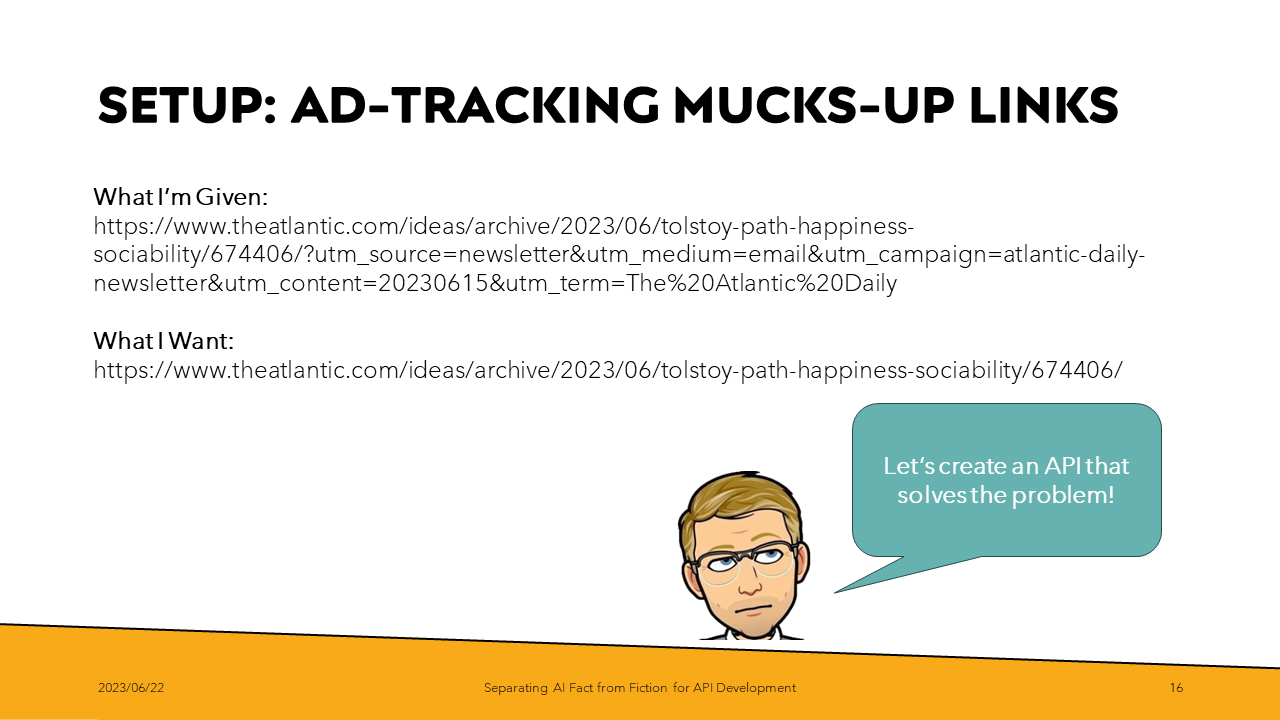 SETUP: AD-TRACKING MUCKS-UP LINKS
What I'm Given:
https://www.theatlantic.com/ideas/archive/2023/06/tolstoy-path-happiness-
sociability/674406/?utm_source=newsletter&utm_medium=email&utm_campaign=atlantic-daily-
newsletter&utm_content=20230615&utm_term=The%20Atlantic%20Daily
What I Want:
https://www.theatlantic.com/ideas/archive/2023/06/tolstoy-path-happiness-sociability/674406/
Let's create an API that
solves the problem!
2023/06/22
Separating AI Fact from Fiction for API Development
16